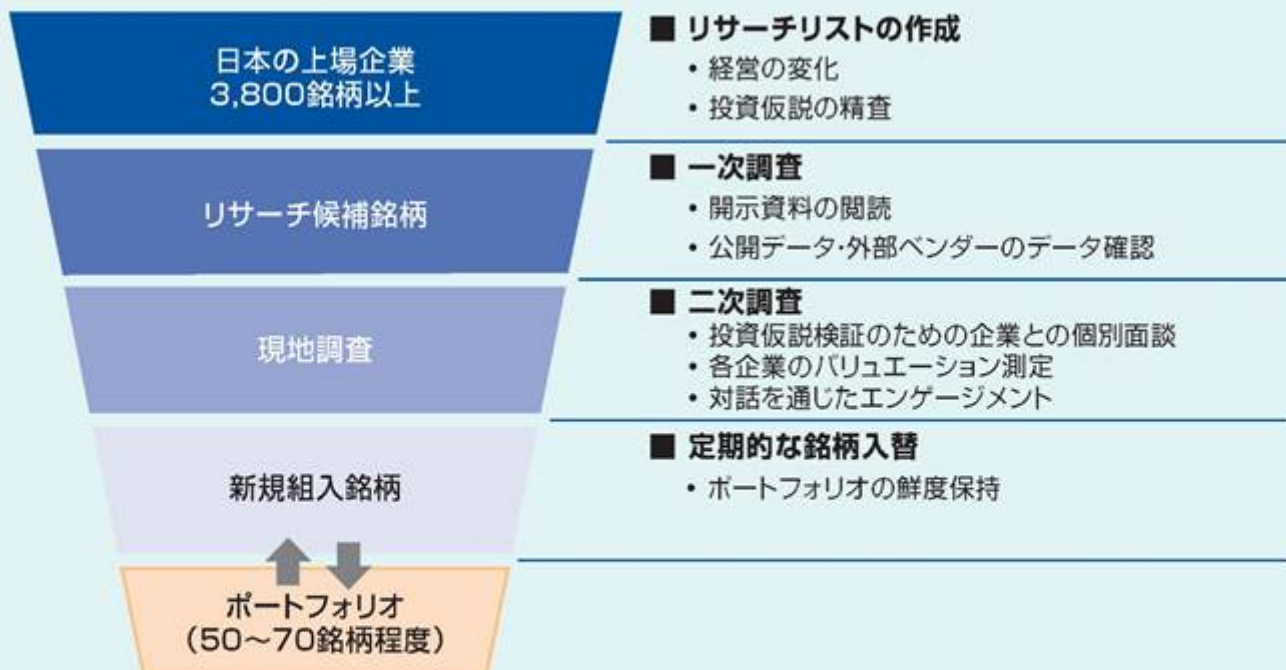 日本の上場企業
3,800銘柄以上
■ リサーチリストの作成
• 経営の変化
• 投資仮説の精査
リサーチ候補銘柄
■ 一次調査
• 開示資料の閲読
• 公開データ・外部ベンダーのデータ確認
現地調査
■ 二次調査
• 投資仮説検証のための企業との個別面談
• 各企業のバリュエーション測定
• 対話を通じたエンゲージメント
新規組入銘柄
■ 定期的な銘柄入替
• ポートフォリオの鮮度保持
ポートフォリオ
(50～70銘柄程度)